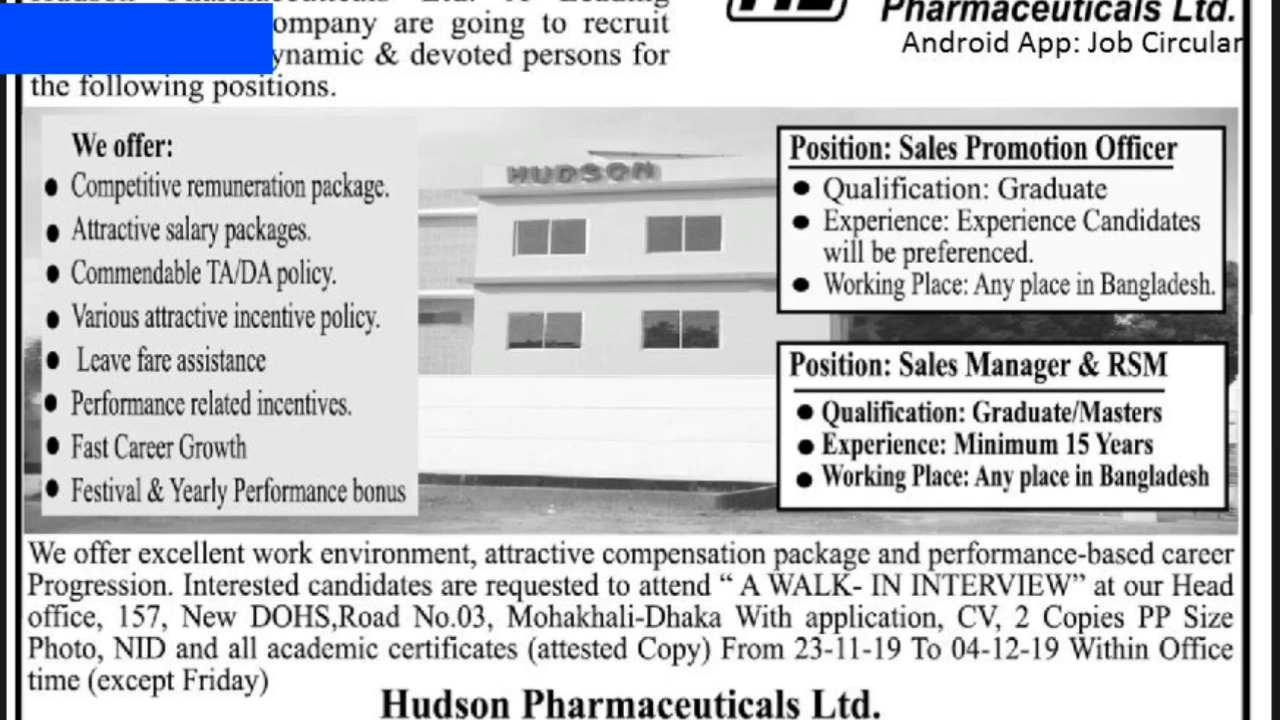 Pharmaceuticals Ltd.
Android App: Job Circular
ompany are going to recruit
ynamic & devoted persons for
the following positions.
We offer:
● Competitive remuneration package.
● Attractive salary packages.
● Commendable TA/DA policy.
● Various attractive incentive policy.
● Leave fare assistance
● Performance related incentives.
● Fast Career Growth
● Festival & Yearly Performance bonus
HUDSON
Position: Sales Promotion Officer
● Qualification: Graduate
● Experience: Experience Candidates
will be preferenced.
● Working Place: Any place in Bangladesh.
Position: Sales Manager & RSM
● Qualification: Graduate/Masters
● Experience: Minimum 15 Years
● Working Place: Any place in Bangladesh
We offer excellent work environment, attractive compensation package and performance-based career
Progression. Interested candidates are requested to attend “ A WALK- IN INTERVIEW” at our Head
office, 157, New DOHS,Road No.03, Mohakhali-Dhaka With application, CV, 2 Copies PP Size
Photo, NID and all academic certificates (attested Copy) From 23-11-19 To 04-12-19 Within Office
time (except Friday)
Hudson Pharmaceuticals Ltd.